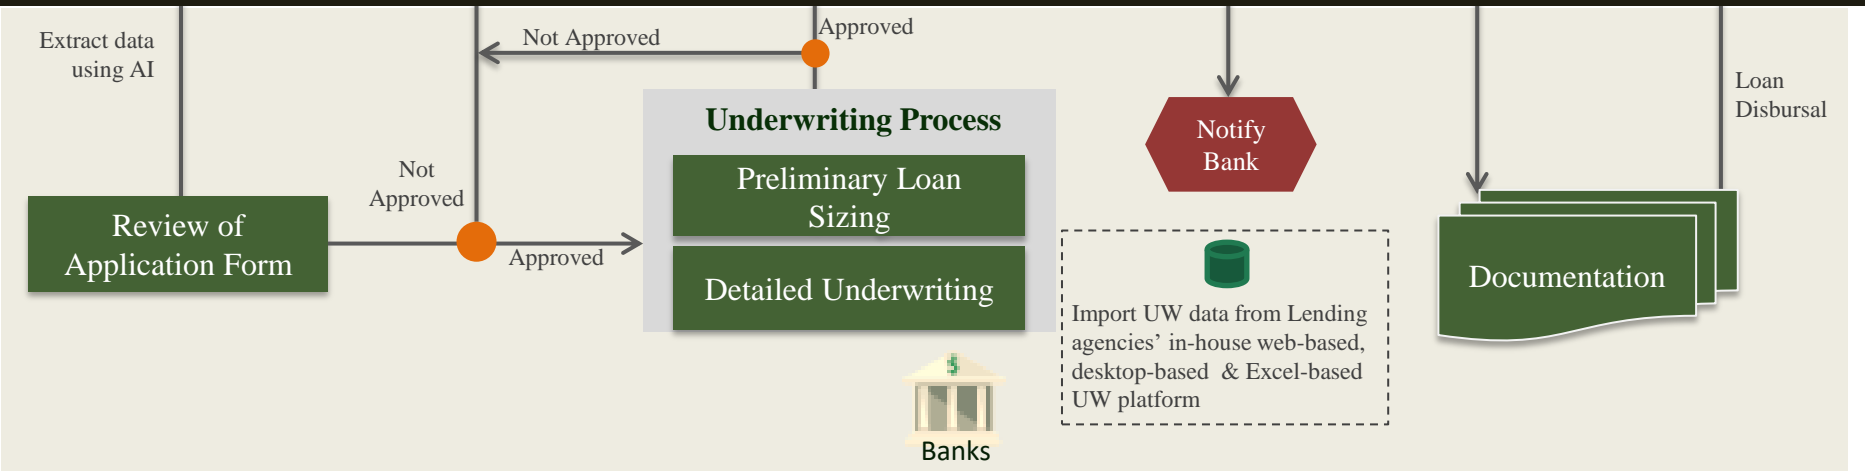 Extract data
using AI
Not Approved
Approved
Loan
Disbursal
Underwriting Process
Notify
Bank
Not
Approved
Preliminary Loan
Sizing
Review of
Application Form
Approved
Detailed Underwriting
Documentation
Import UW data from Lending
agencies’ in-house web-based,
desktop-based & Excel-based
UW platform
$
Banks